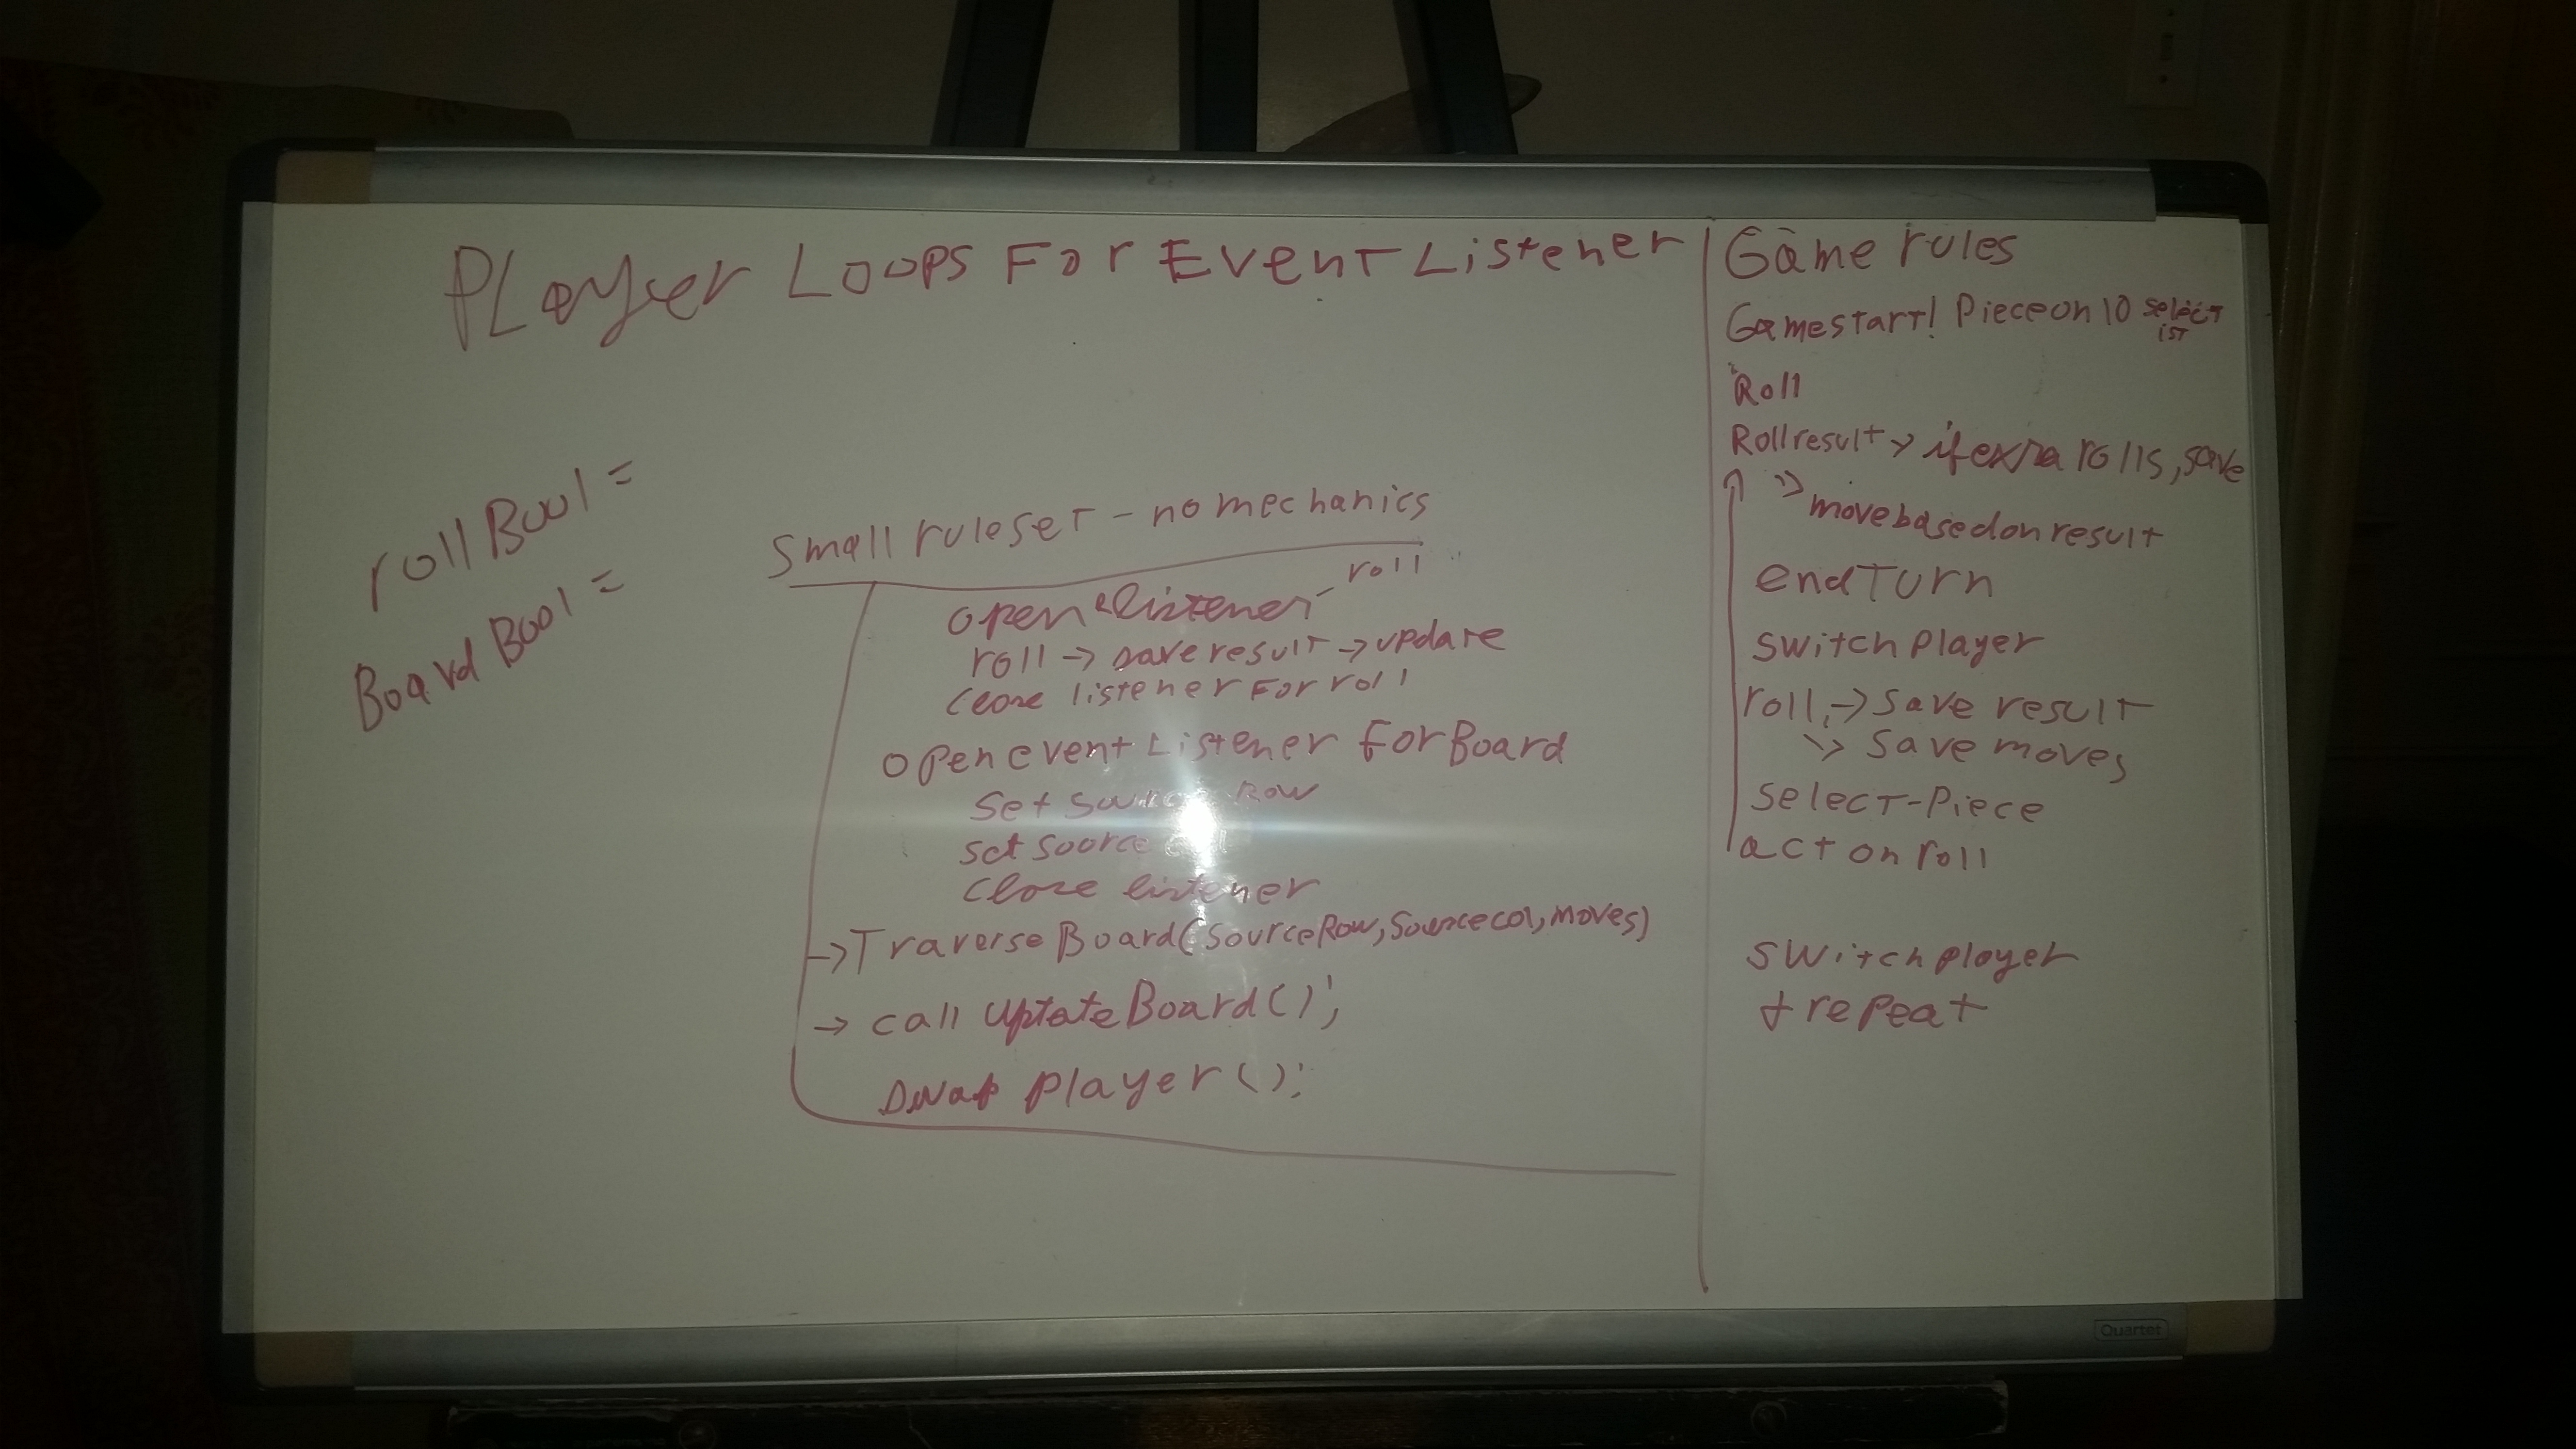 Player Loops For Event Listener
rollBool =
Board Bool =
Small ruleset - no mechanics
open listener - roll
roll -> save result -> update
close listener for roll
open event Listener for Board
set source Row
set source
close listener
-> Traverse Board(SourceRow, Sourcecol, moves)
-> call UptateBoard();
swap player();
Game rules
Game start! Piece on 10 select
1st
Roll
Roll result -> if extra rolls, save
-> move based on result
end Turn
switch player
roll -> save result
-> save moves
select-Piece
act on roll
switch player
+ repeat
Quartet